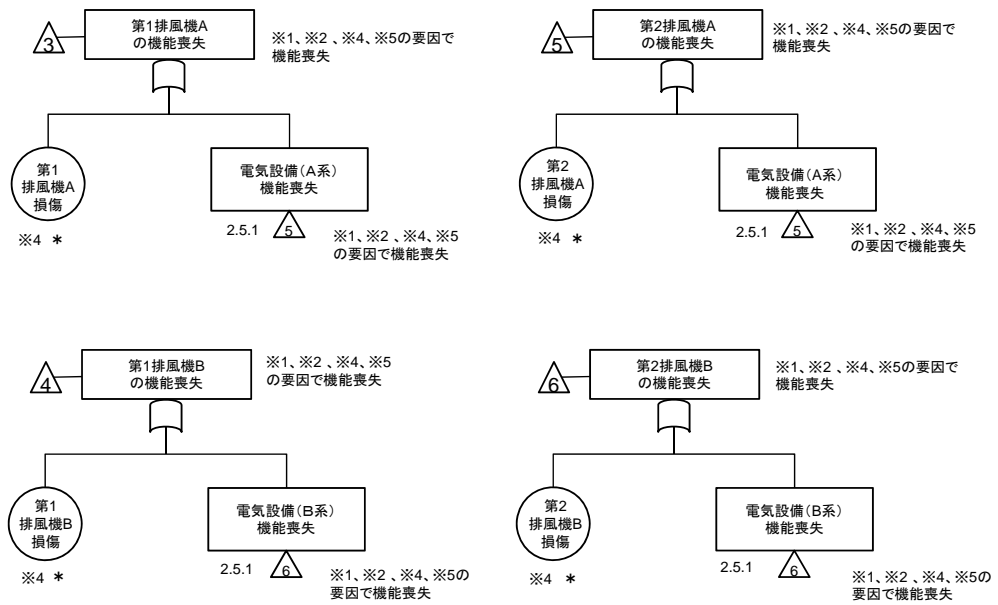 3
第1排風機A
の機能喪失
※1、※2 、※4、※5の要因で
機能喪失
第1
排風機A
損傷
※4 *
電気設備(A系)
機能喪失
2.5.1
5
※1、※2 、※4、※5
の要因で機能喪失
5
第2排風機A
の機能喪失
※1、※2 、※4、※5の要因で
機能喪失
第2
排風機A
損傷
※4 *
電気設備(A系)
機能喪失
2.5.1
5
※1、※2 、※4、※5
の要因で機能喪失
4
第1排風機B
の機能喪失
※1、※2 、※4、※5
の要因で機能喪失
第1
排風機B
損傷
※4 *
電気設備(B系)
機能喪失
2.5.1
6
※1、※2 、※4、※5の
要因で機能喪失
6
第2排風機B
の機能喪失
※1、※2 、※4、※5の要因で
機能喪失
第2
排風機B
損傷
※4 *
電気設備(B系)
機能喪失
2.5.1
6
※1、※2 、※4、※5の
要因で機能喪失